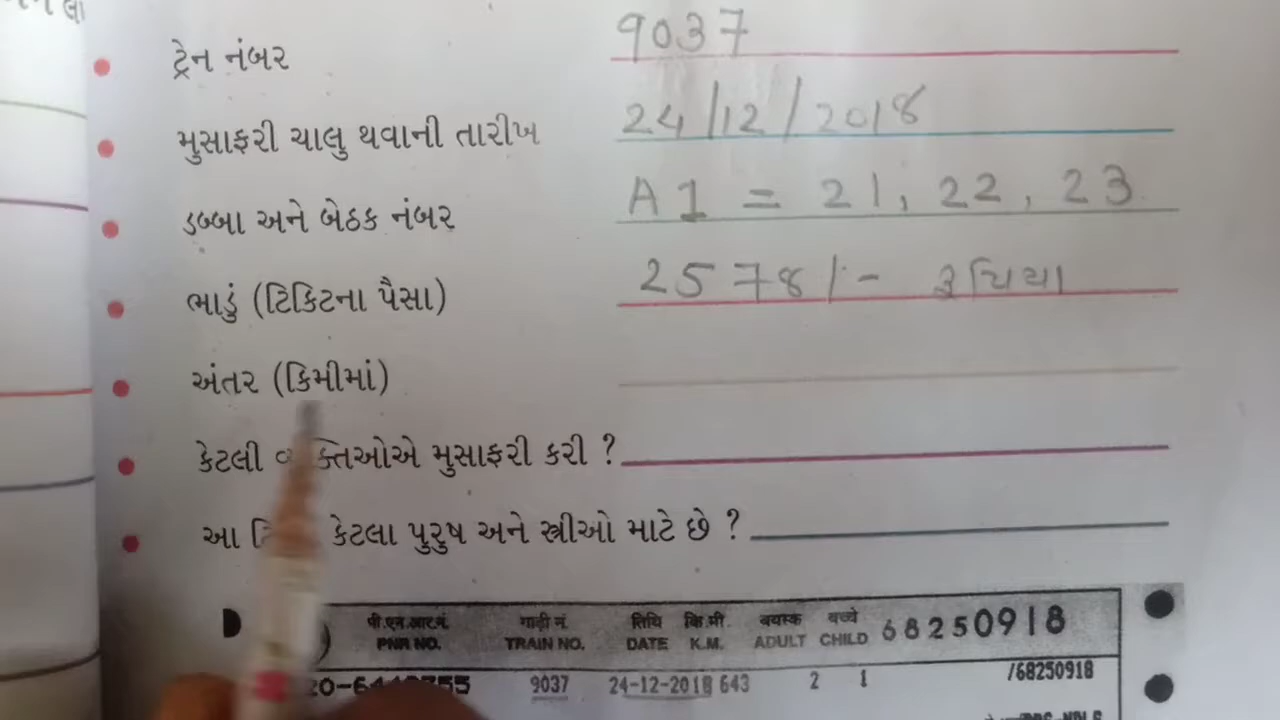 ટ્રેન નંબર 9037
મુસાફરી ચાલુ થવાની તારીખ 24/12/2018
ડબ્બા અને બેઠક નંબર A1 = 21, 22, 23
ભાડું (ટિકિટના પૈસા) 2578/- રૂપિયા
અંતર (કિમીમાં)
કેટલી વ્યક્તિઓએ મુસાફરી કરી ?
આ કેટલા પુરુષ અને સ્ત્રીઓ માટે છે ?
पी.एन.आर.नं. गाड़ी नं. तिथि कि.मी. वयस्क बच्चे 68250918
PNR NO. TRAIN NO. DATE K.M. ADULT CHILD
9037 24-12-2018 643 2 1 /68250918